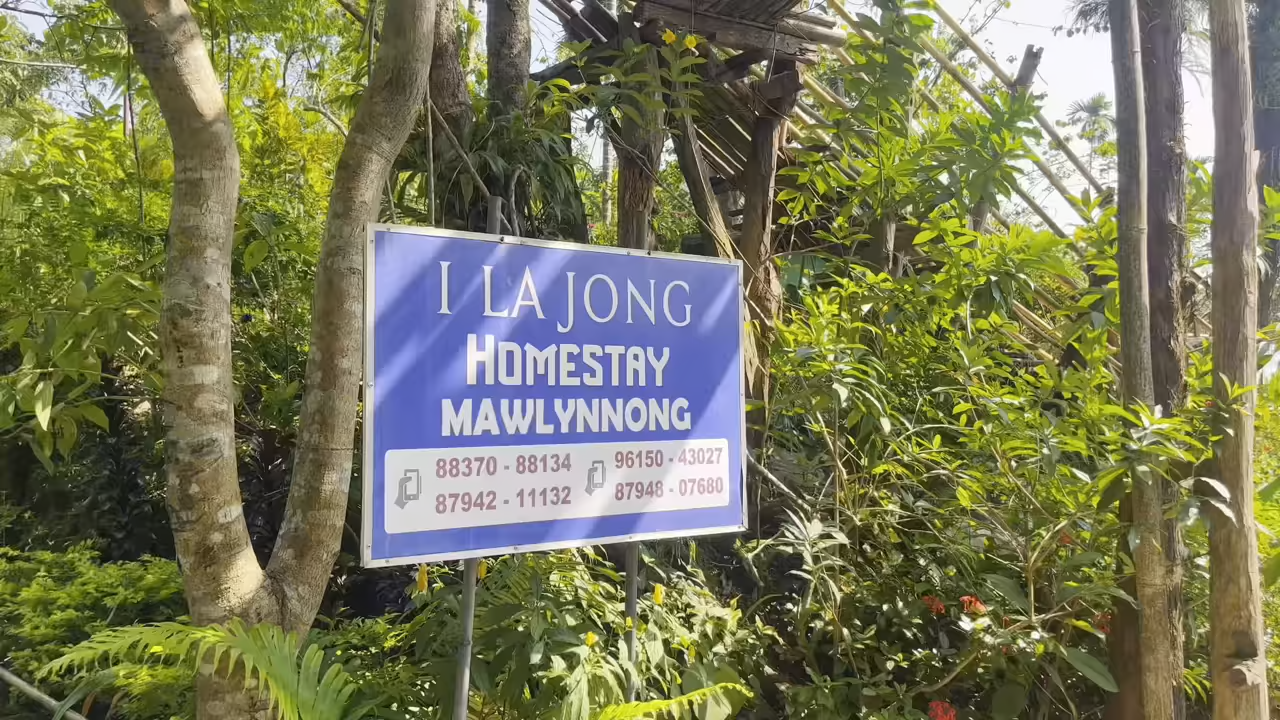 I LA JONG
HOMESTAY
MAWLYNNONG
88370 - 88134
87942 - 11132
96150 - 43027
87948 - 07680